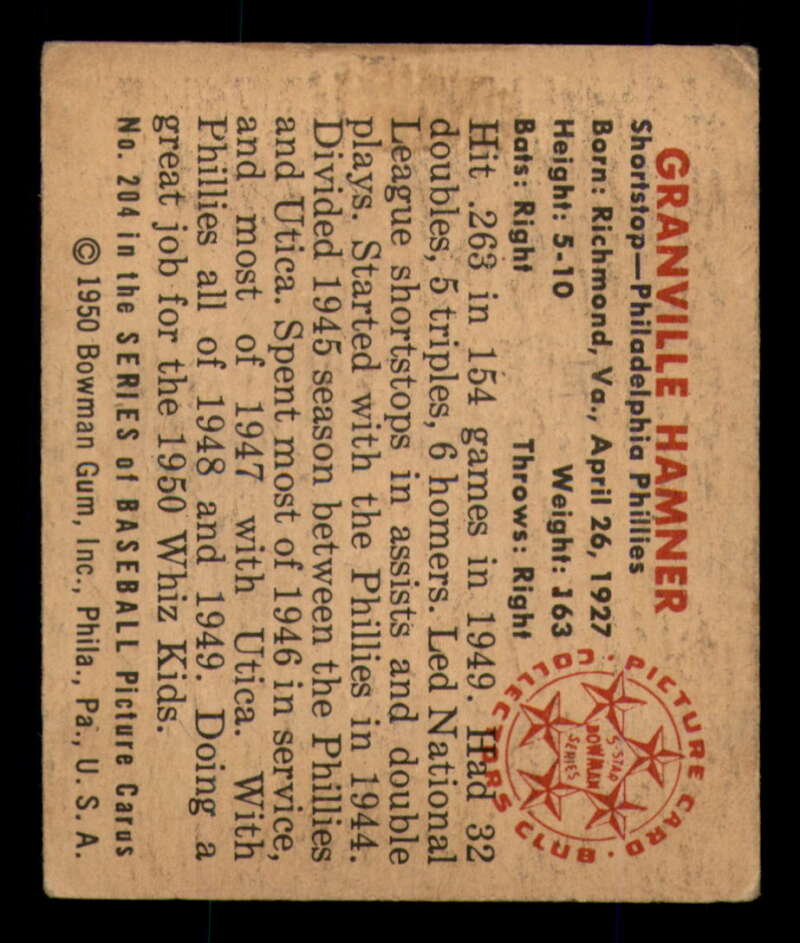 GRANVILLE HAMNER
Shortstop—Philadelphia Phillies
Born: Richmond, Va., April 26, 1927
Height: 5-10 Weight: 163
Bats: Right Throws: Right
Hit .263 in 154 games in 1949. Had 32
doubles, 5 triples, 6 homers. Led National
League shortstops in assists and double
plays. Started with the Phillies in 1944.
Divided 1945 season between the Phillies
and Utica. Spent most of 1946 in service,
and most of 1947 with Utica. With
Phillies all of 1948 and 1949. Doing a
great job for the 1950 Whiz Kids.
No. 204 in the SERIES of BASEBALL Picture Cards
© 1950 Bowman Gum, Inc., Phila., Pa., U. S. A.
PICTURE CARD COLLECTORS CLUB
5-STAR
BOWMAN
SERIES